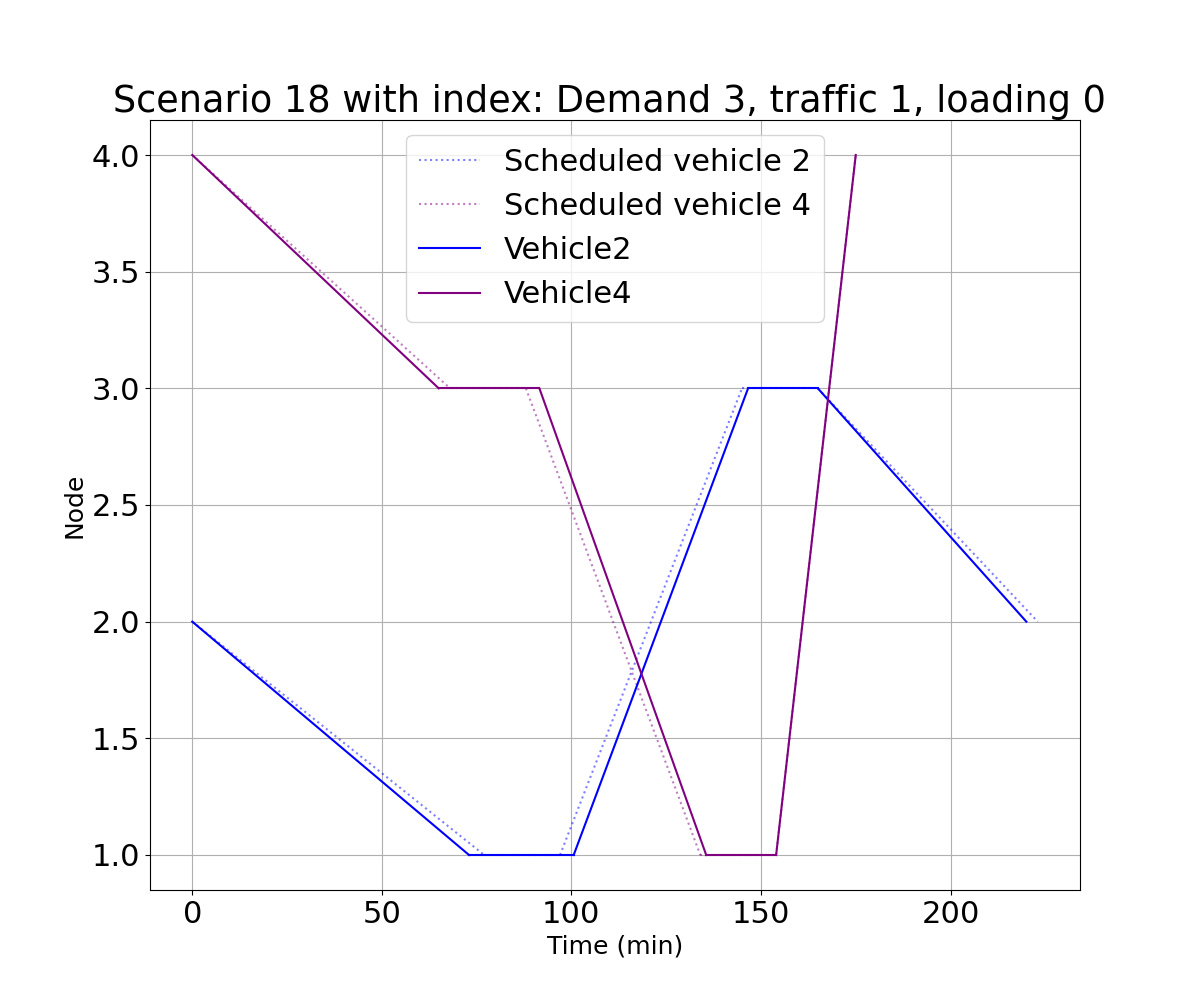 Scenario 18 with index: Demand 3, traffic 1, loading 0
Scheduled vehicle 2
Scheduled vehicle 4
Vehicle2
Vehicle4
4.0
3.5
3.0
2.5
2.0
1.5
1.0
Node
0 50 100 150 200
Time (min)